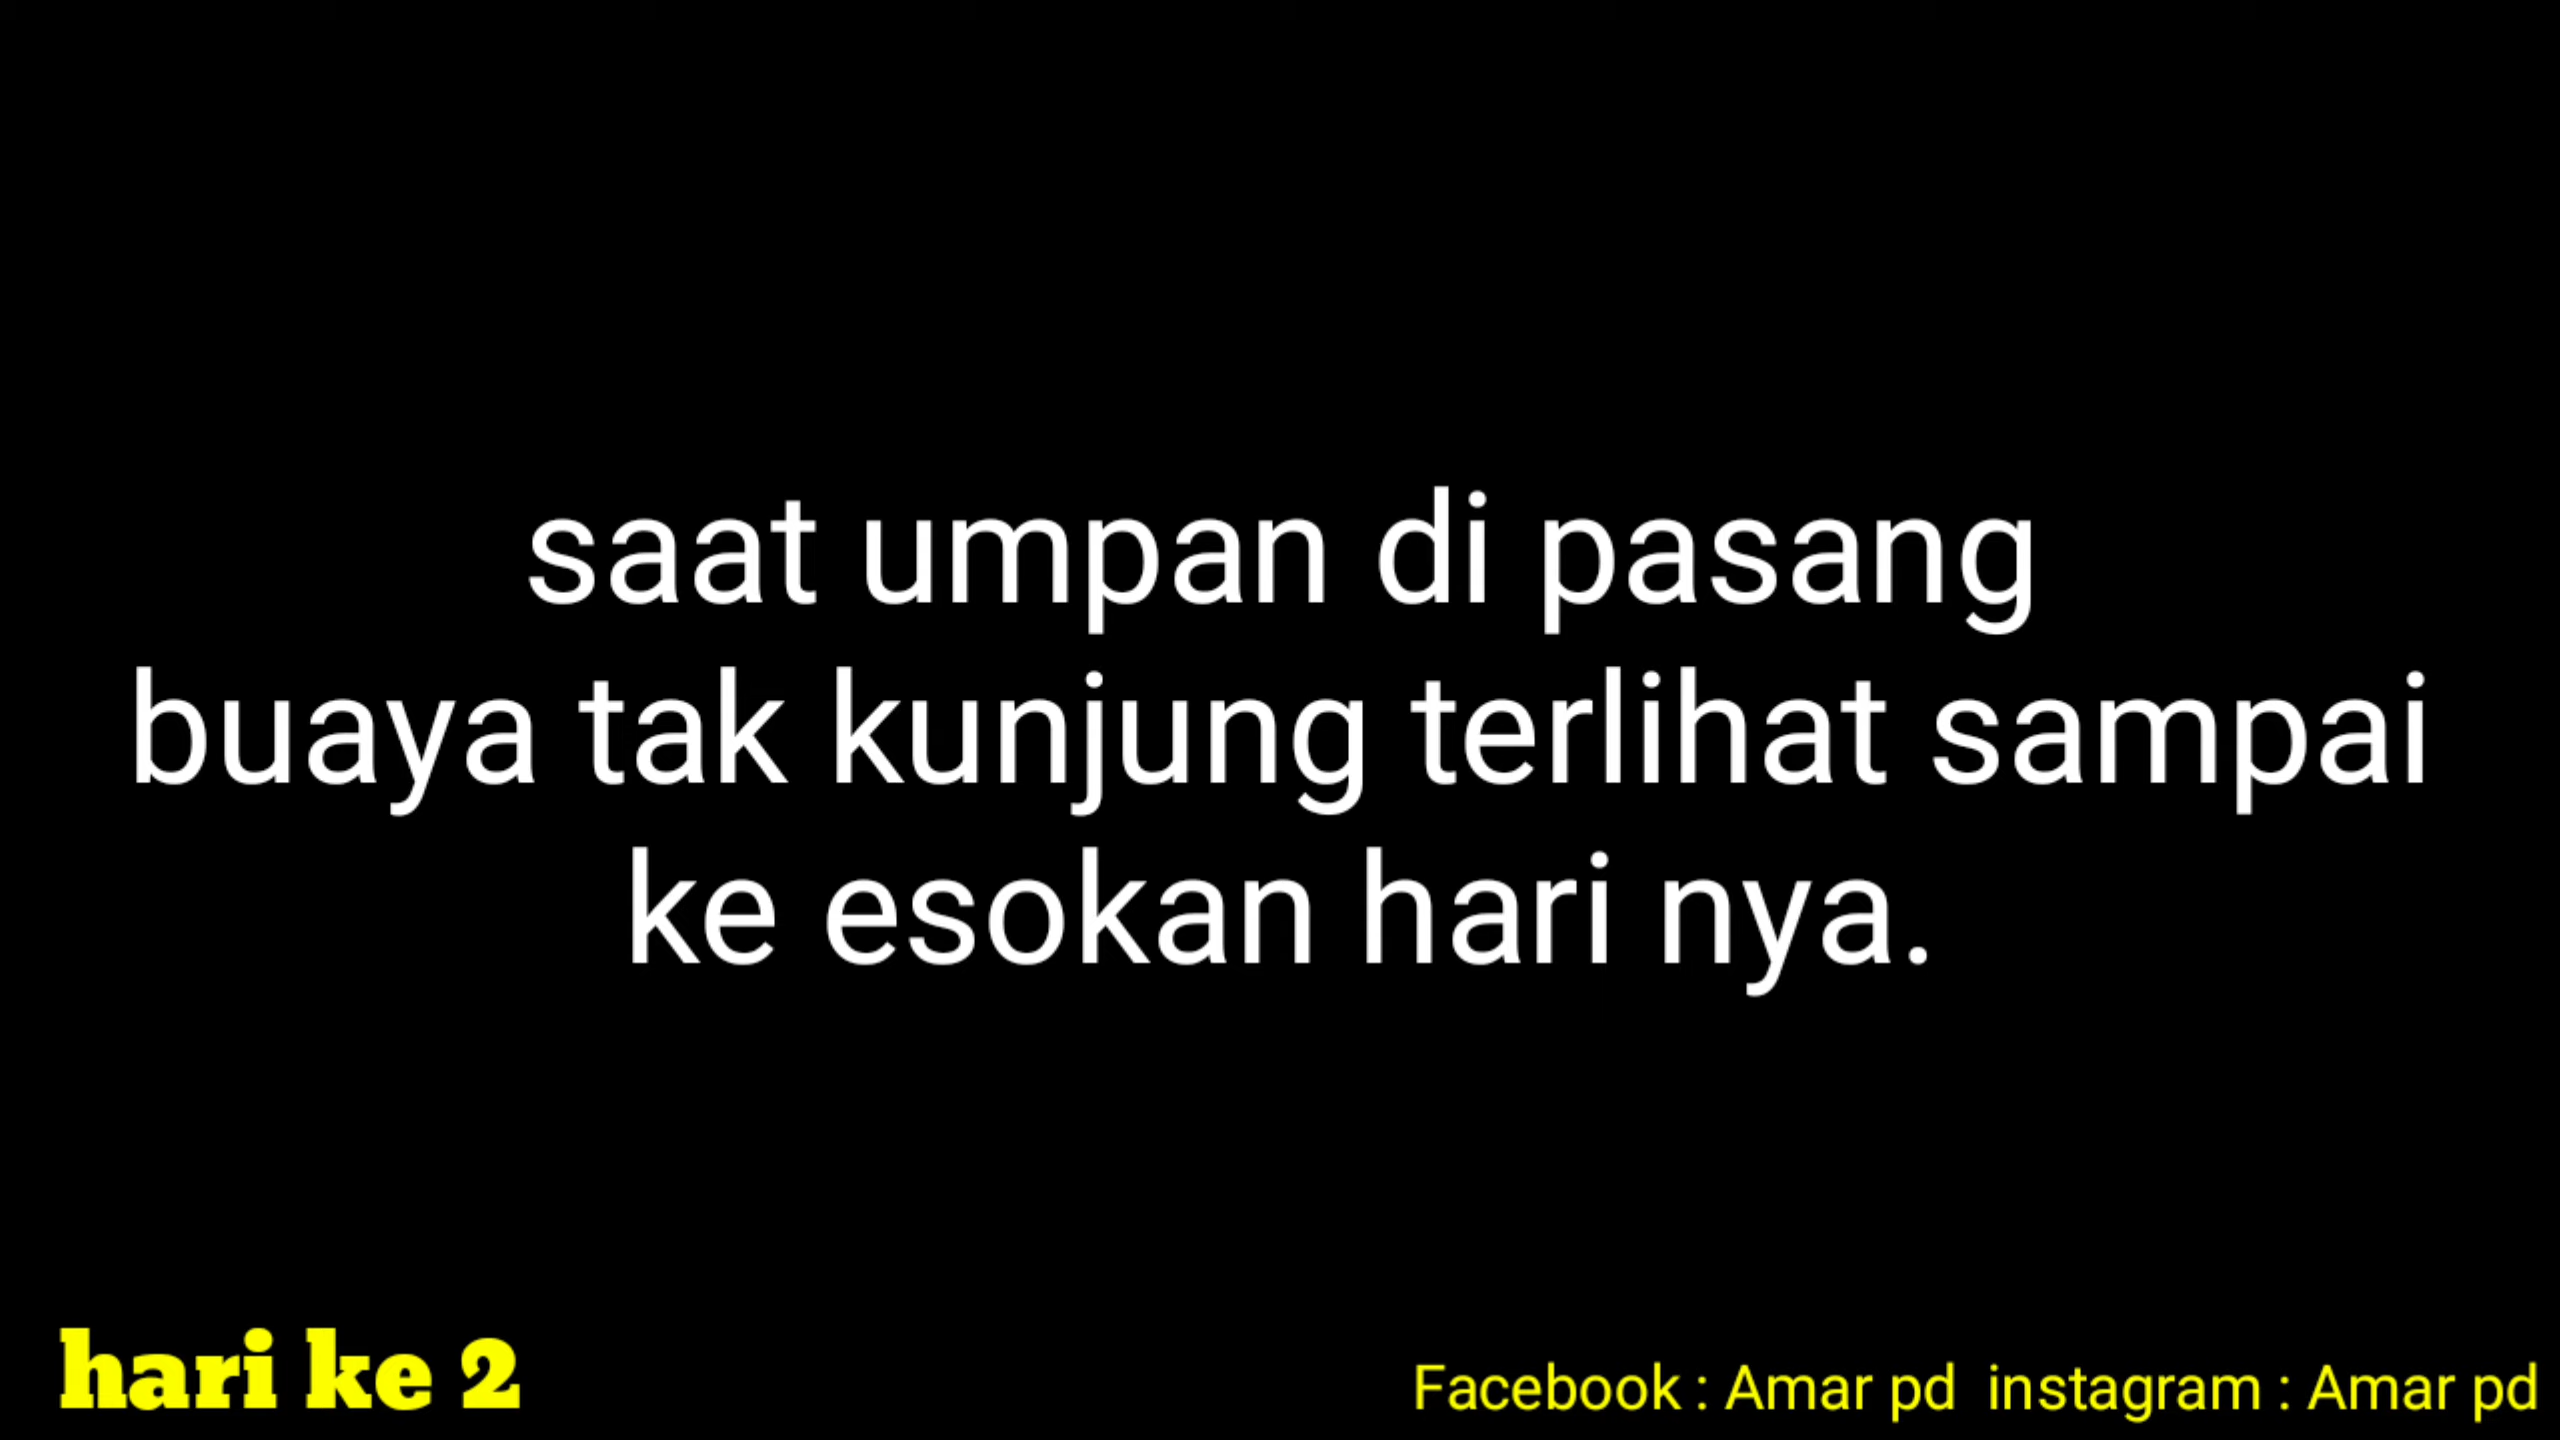 saat umpan di pasang
buaya tak kunjung terlihat sampai
ke esokan hari nya.
hari ke 2
Facebook : Amar pd  instagram : Amar pd